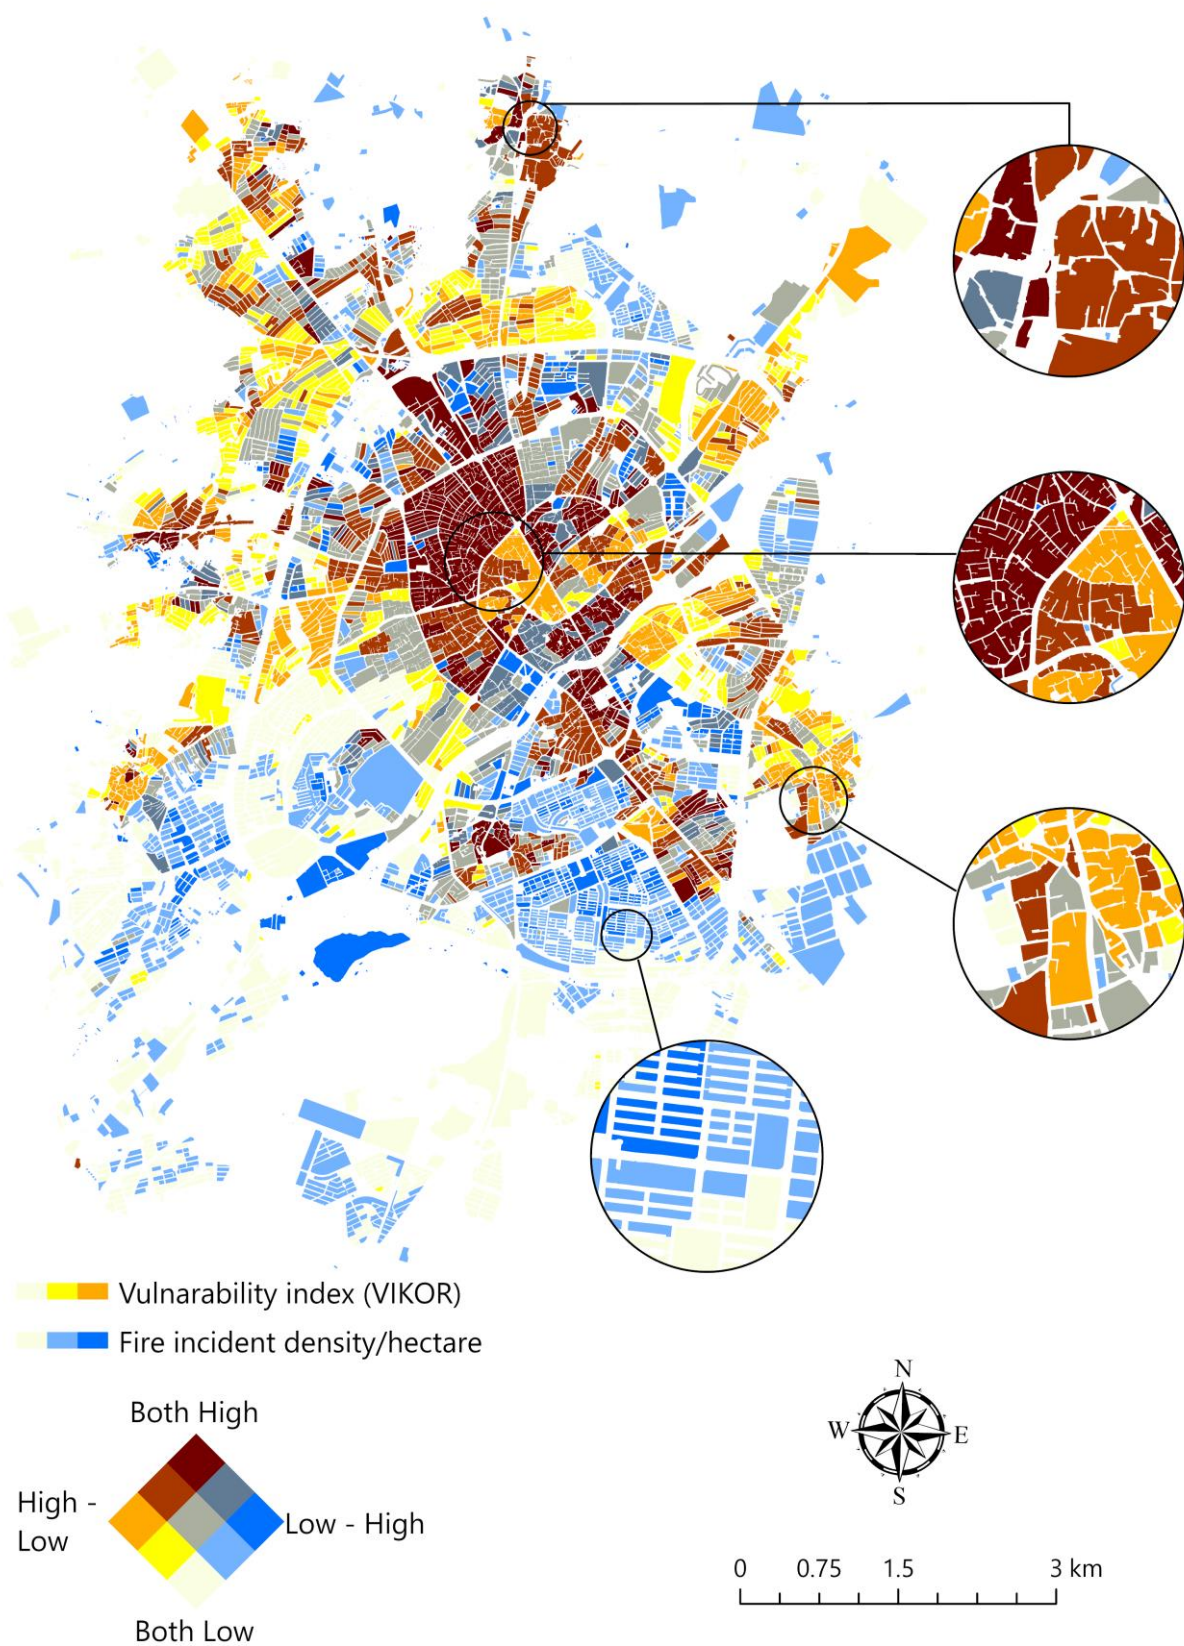 Vulnarability index (VIKOR)
Fire incident density/hectare
Both High
High -
Low
Low - High
Both Low
N
W
E
S
0 0.75 1.5 3 km